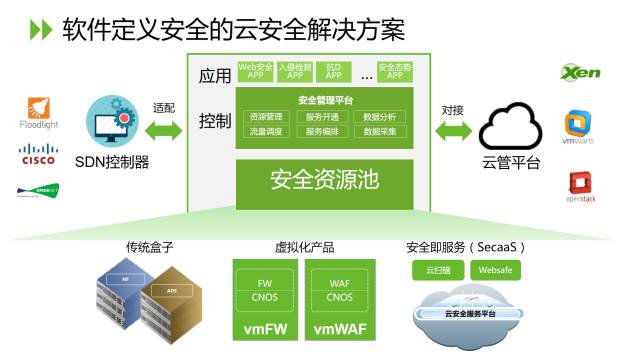 软件定义安全的云安全解决方案
应用
Web安全
APP
入侵检测
APP
抗D
APP
...
安全态势
APP
控制
安全管理平台
资源管理
服务开通
数据分析
流量调度
服务编排
数据采集
安全资源池
适配
对接
Floodlight
CISCO
SDN控制器
Xen
vmware
openstack
云管平台
传统盒子
NF
ADS
虚拟化产品
FW
CNOS
vmFW
WAF
CNOS
vmWAF
安全即服务（SecaaS）
云扫描
Websafe
云安全服务平台